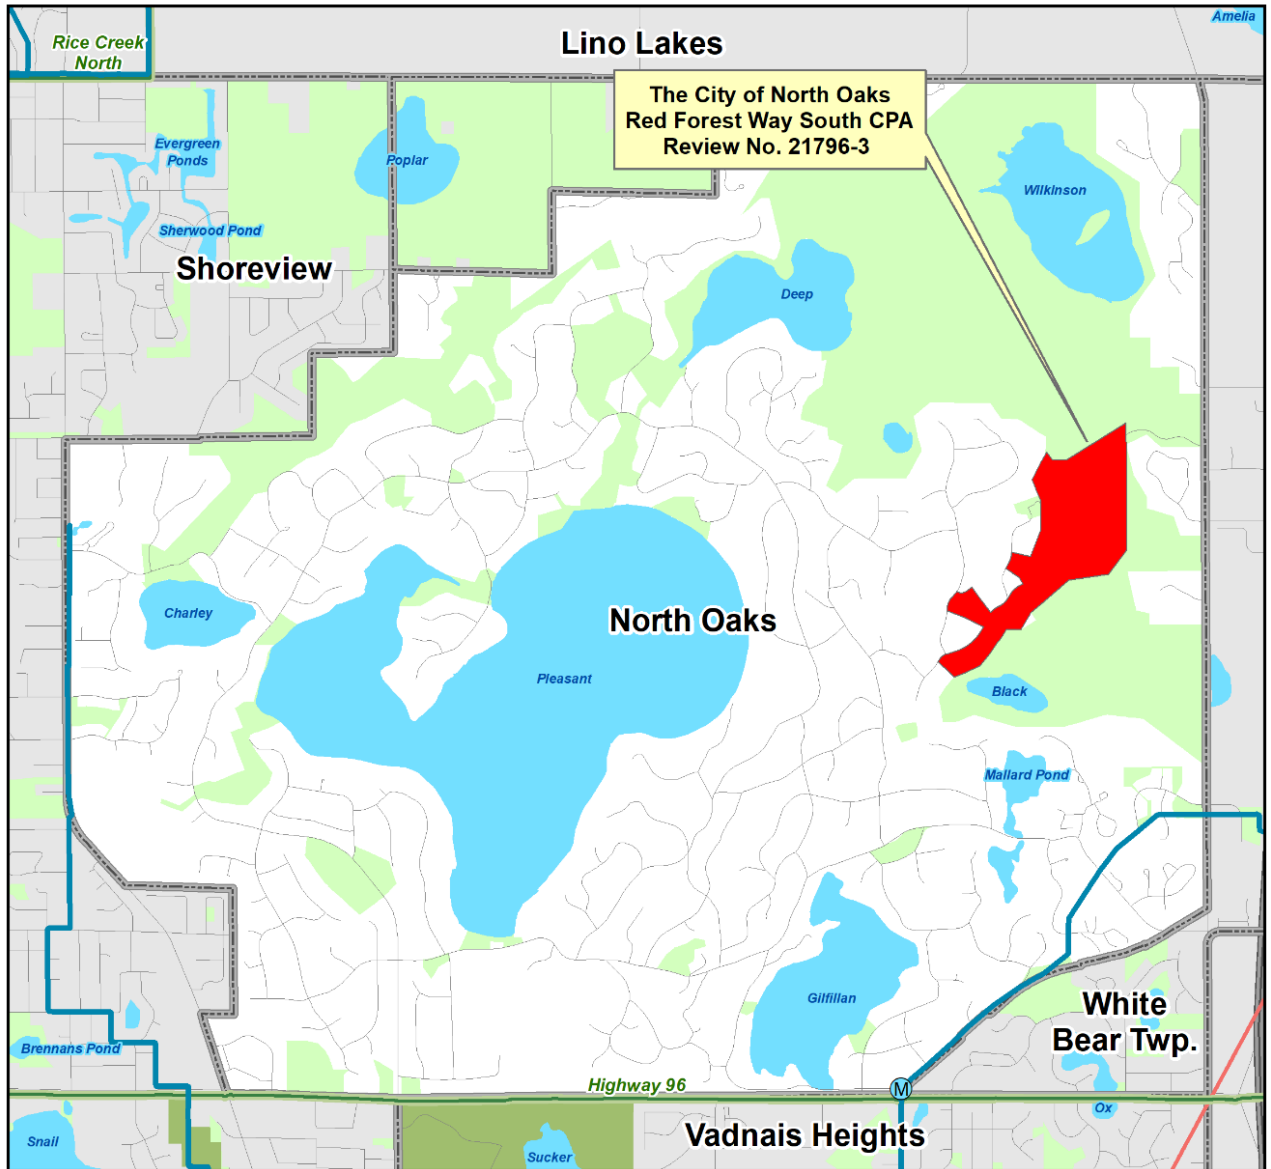 Amelia
Rice Creek
North
Lino Lakes
The City of North Oaks
Red Forest Way South CPA
Review No. 21796-3
Evergreen
Ponds
Poplar
Wilkinson
Sherwood Pond
Shoreview
Deep
Charley
North Oaks
Pleasant
Black
Mallard Pond
Gilfillan
White
Bear Twp.
Brennans Pond
Highway 96
M
Ox
Vadnais Heights
Snail
Sucker